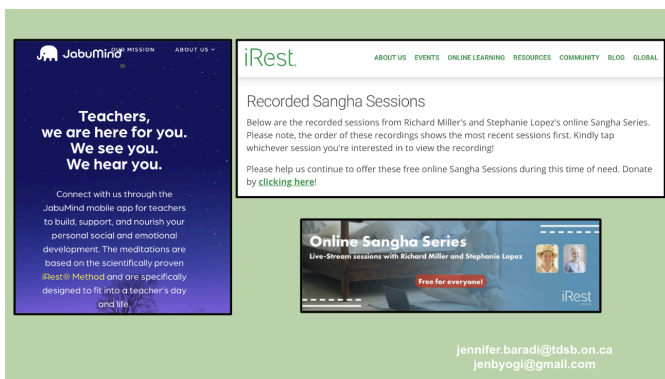 JabuMind
OUR MISSION
ABOUT US
Teachers,
we are here for you.
We see you.
We hear you.
Connect with us through the
JabuMind mobile app for teachers
to build, support, and nourish your
personal social and emotional
development. The meditations are
based on the scientifically proven
iRest® Method and are specifically
designed to fit into a teacher's day
and life.
iRest®
ABOUT US EVENTS ONLINE LEARNING RESOURCES COMMUNITY BLOG GLOBAL
Recorded Sangha Sessions
Below are the recorded sessions from Richard Miller's and Stephanie Lopez's online Sangha Series.
Please note, the order of these recordings shows the most recent sessions first. Kindly tap
whichever session you're interested in to view the recording!
Please help us continue to offer these free online Sangha Sessions during this time of need. Donate
by clicking here!
Online Sangha Series
Live-Stream sessions with Richard Miller and Stephanie Lopez
Free for everyone!
iRest
jennifer.baradi@tdsb.on.ca
jenbyogi@gmail.com